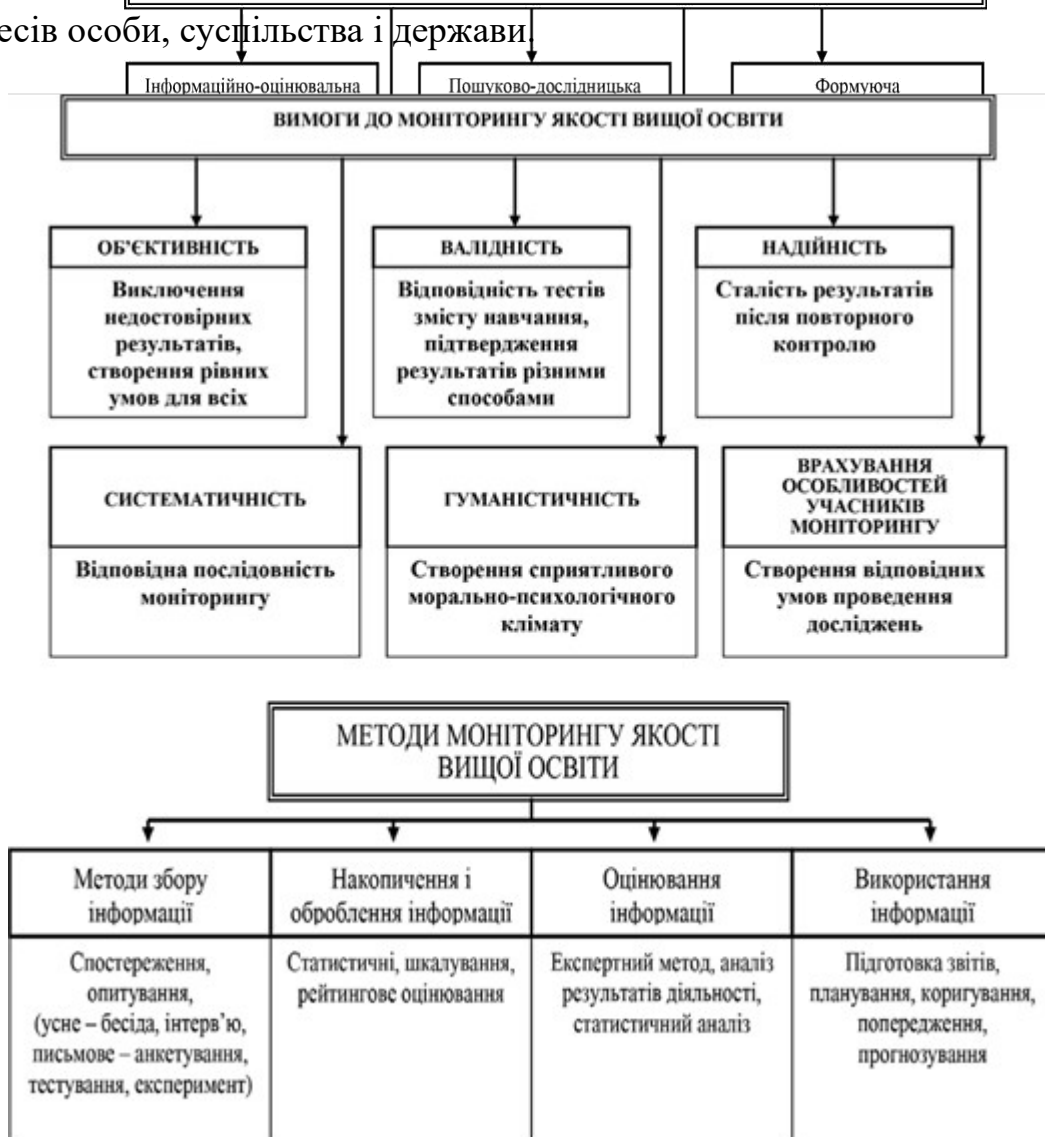 есів особи, суспільства і держави.
Інформаційно-оцінювальна
Пошуково-дослідницька
Формуюча
ВИМОГИ ДО МОНІТОРИНГУ ЯКОСТІ ВИЩОЇ ОСВІТИ
ОБ’ЄКТИВНІСТЬ
Виключення
недостовірних
результатів,
створення рівних
умов для всіх
ВАЛІДНІСТЬ
Відповідність тестів
змісту навчання,
підтвердження
результатів різними
способами
НАДІЙНІСТЬ
Сталість результатів
після повторного
контролю
СИСТЕМАТИЧНІСТЬ
Відповідна послідовність
моніторингу
ГУМАНІСТИЧНІСТЬ
Створення сприятливого
морально-психологічного
клімату
ВРАХУВАННЯ
ОСОБЛИВОСТЕЙ
УЧАСНИКІВ
МОНІТОРИНГУ
Створення відповідних
умов проведення
досліджень
МЕТОДИ МОНІТОРИНГУ ЯКОСТІ
ВИЩОЇ ОСВІТИ
Методи збору
інформації
Спостереження,
опитування,
(усне – бесіда, інтерв’ю,
письмове – анкетування,
тестування, експеримент)
Накопичення і
оброблення інформації
Статистичні, шкалування,
рейтингове оцінювання
Оцінювання
інформації
Експертний метод, аналіз
результатів діяльності,
статистичний аналіз
Використання
інформації
Підготовка звітів,
планування, коригування,
попередження,
прогнозування